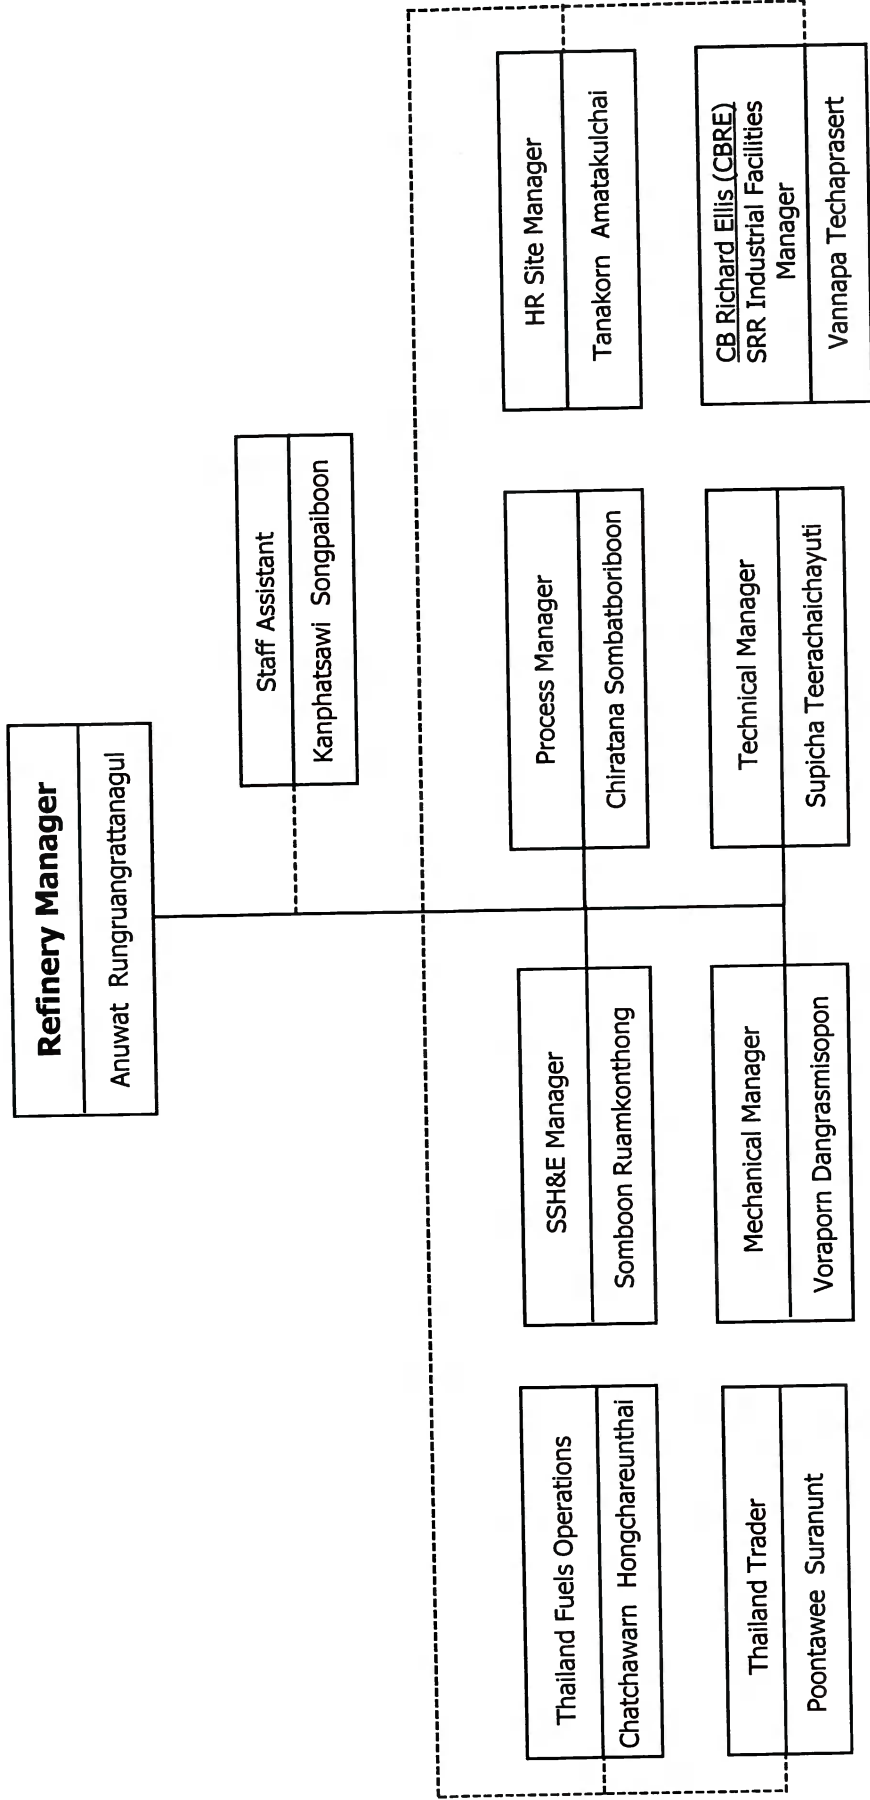 Refinery Manager
Anuwat Rungruangrattanagul
Staff Assistant
Kanphatsawi Songpaiboon
Thailand Fuels Operations
Chatchawarn Hongchareunthai
SSH&E Manager
Somboon Ruamkonthong
Process Manager
Chiratana Sombatboriboon
HR Site Manager
Tanakorn Amatakulchai
Thailand Trader
Poontawee Suranunt
Mechanical Manager
Voraporn Dangrasmisopon
Technical Manager
Supicha Teerachaichayuti
CB Richard Ellis (CBRE)
SRR Industrial Facilities
Manager
Vannapa Techaprasert